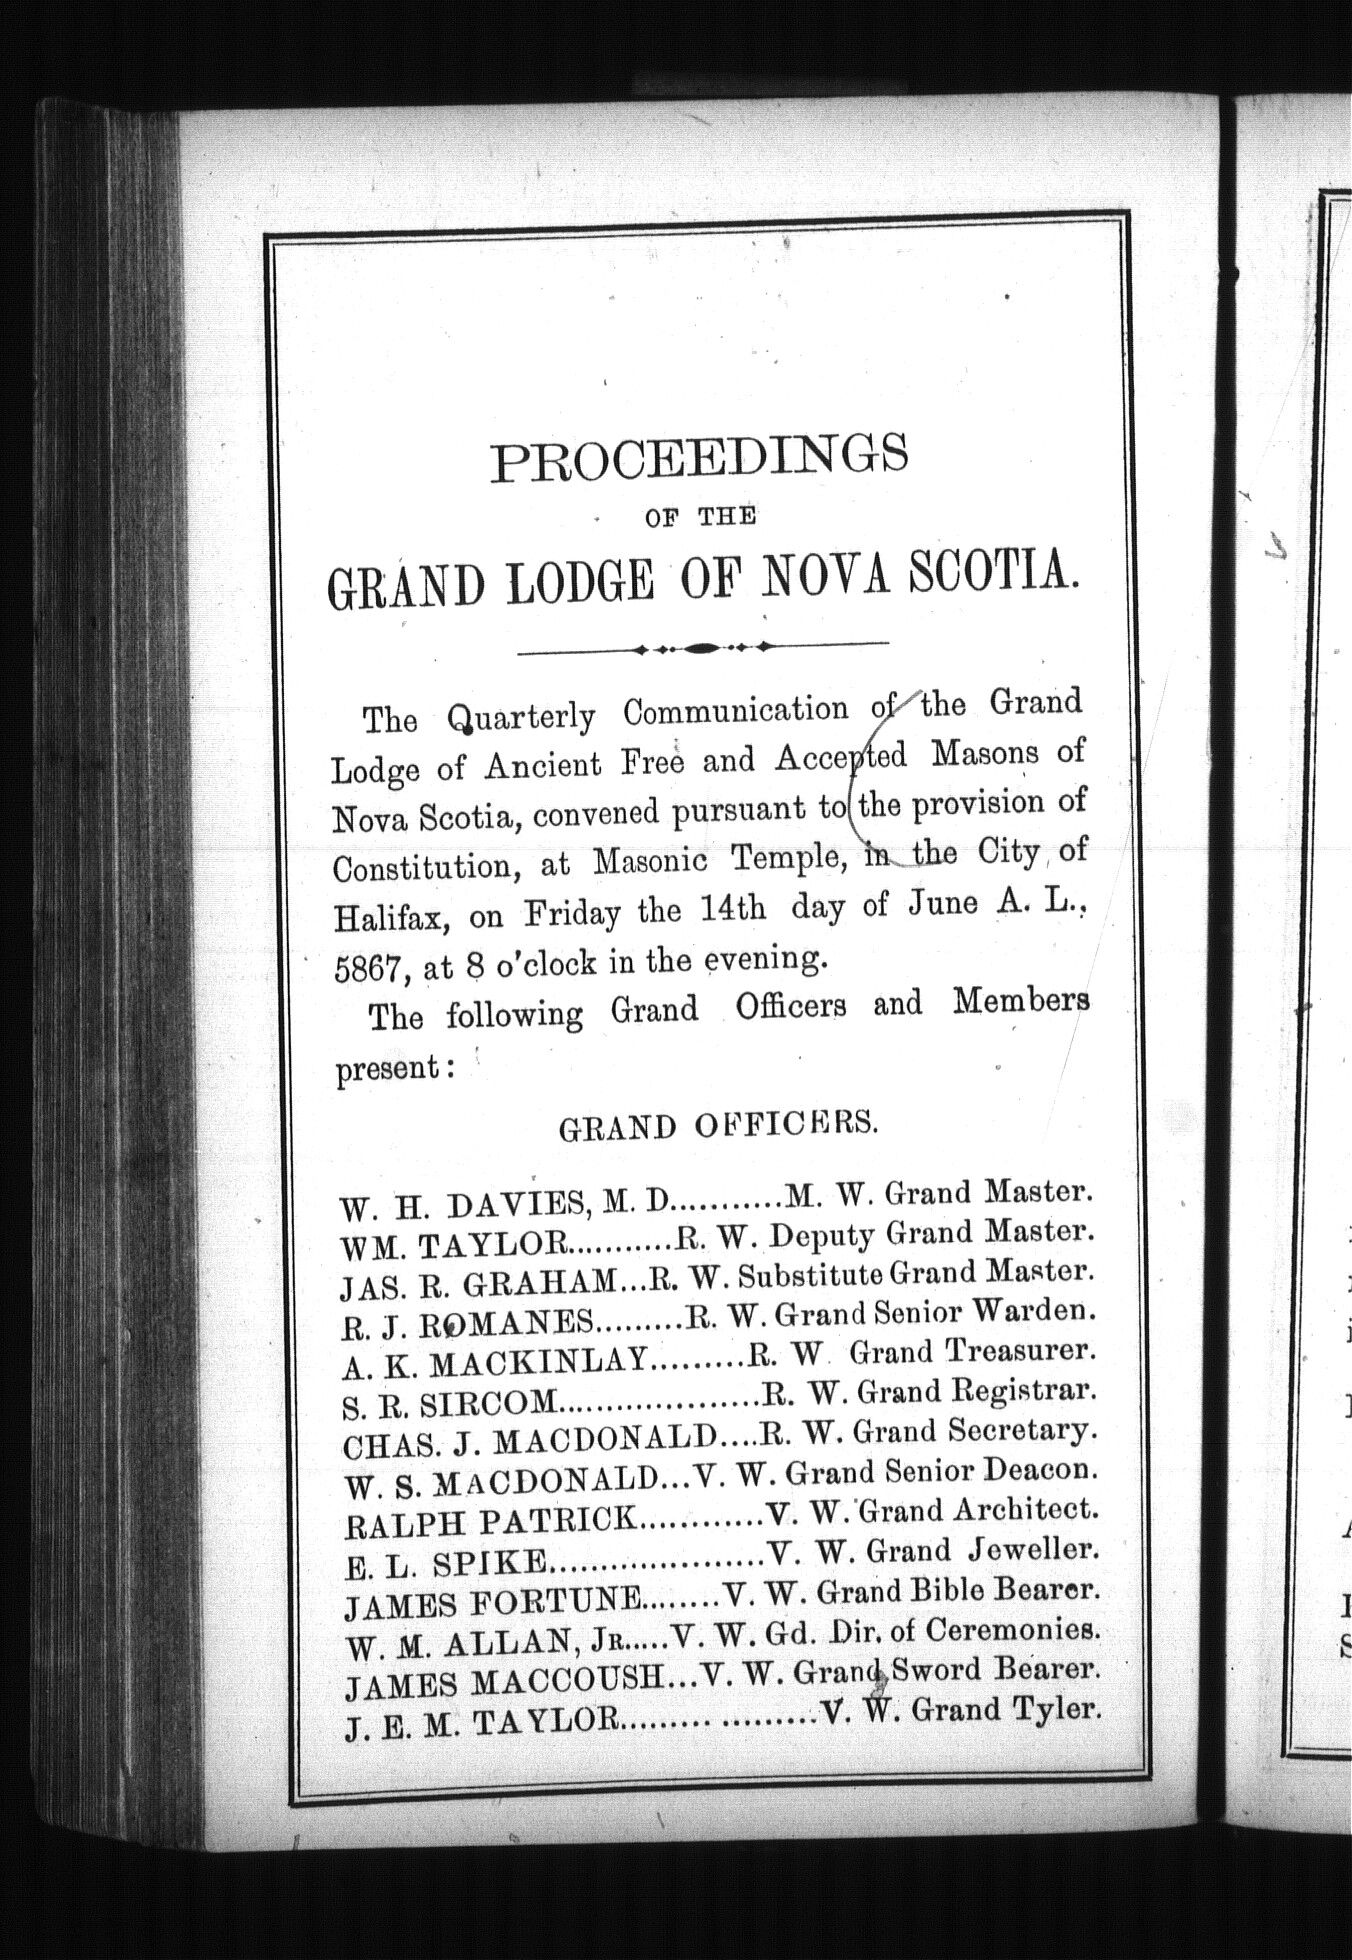 PROCEEDINGS
OF THE
GRAND LODGE OF NOVA SCOTIA.
The Quarterly Communication of the Grand
Lodge of Ancient Free and Accepted Masons of
Nova Scotia, convened pursuant to the provision of
Constitution, at Masonic Temple, in the City of
Halifax, on Friday the 14th day of June A. L.,
5867, at 8 o'clock in the evening.
The following Grand Officers and Members
present:
GRAND OFFICERS.
W. H. DAVIES, M. D...........M. W. Grand Master.
WM. TAYLOR...........R. W. Deputy Grand Master.
JAS. R. GRAHAM...R. W. Substitute Grand Master.
R. J. ROMANES.........R. W. Grand Senior Warden.
A. K. MACKINLAY.........R. W. Grand Treasurer.
S. R. SIRCOM....................R. W. Grand Registrar.
CHAS. J. MACDONALD....R. W. Grand Secretary.
W. S. MACDONALD...V. W. Grand Senior Deacon.
RALPH PATRICK............V. W. Grand Architect.
E. L. SPIKE.....................V. W. Grand Jeweller.
JAMES FORTUNE........V. W. Grand Bible Bearer.
W. M. ALLAN, JR.....V. W. Gd. Dir. of Ceremonies.
JAMES MACCOUSH...V. W. Grand Sword Bearer.
J. E. M. TAYLOR......... ..........V. W. Grand Tyler.